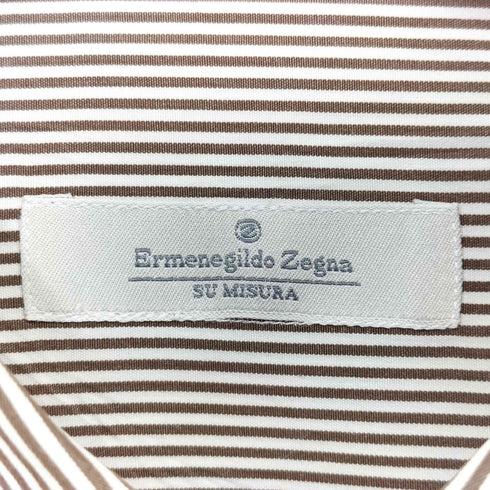 Ermenegildo Zegna
SU MISURA